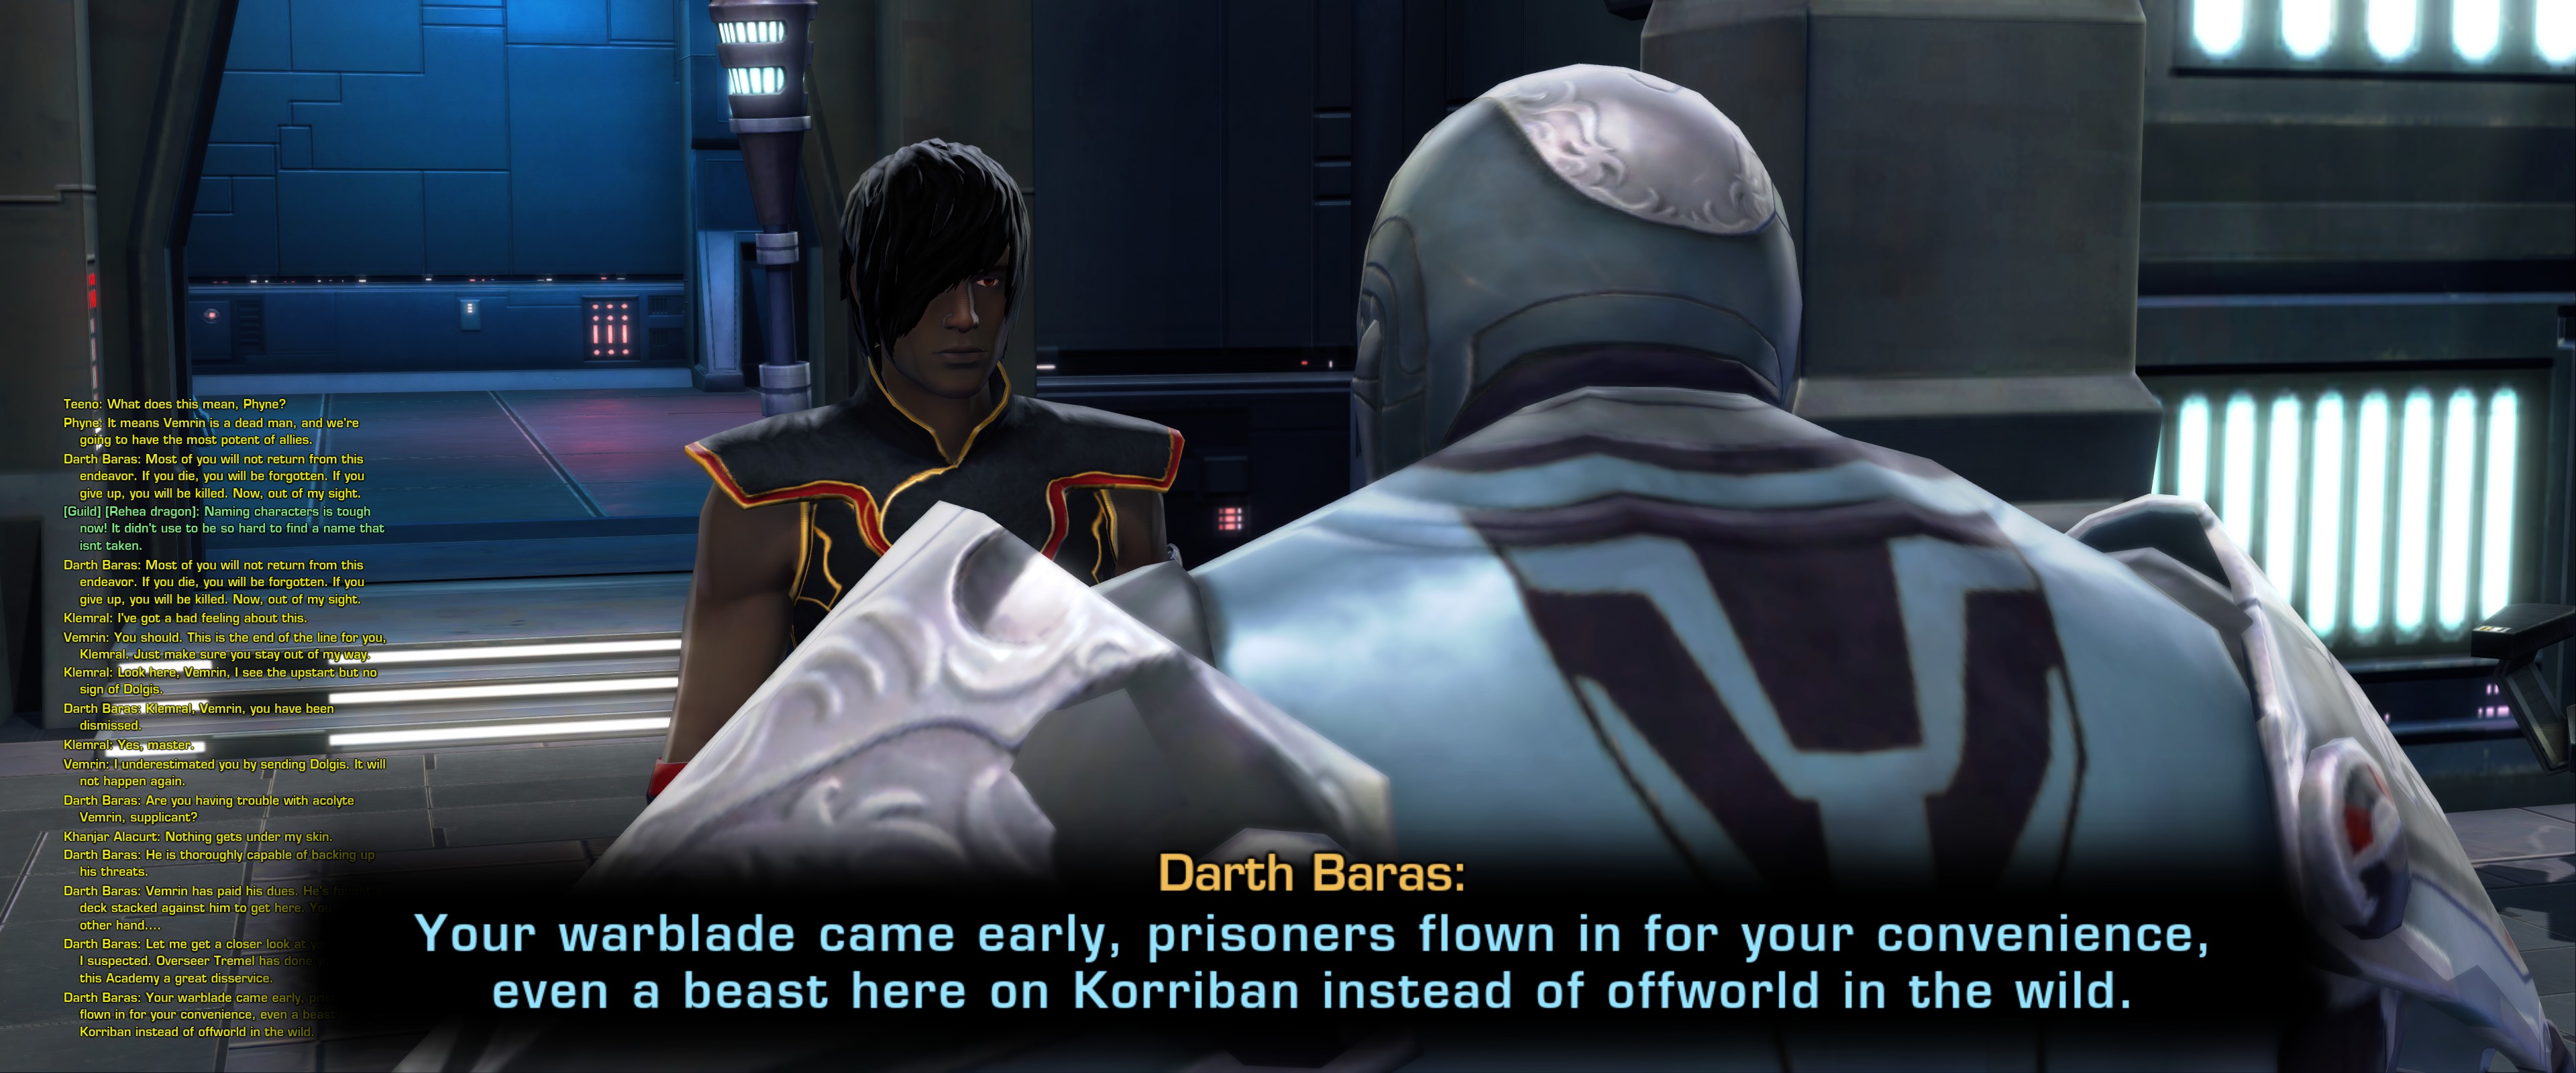 Teeno: What does this mean, Phyne?
Phyne: It means Vemrin is a dead man, and we're
going to have the most potent of allies.
Darth Baras: Most of you will not return from this
endeavor. If you die, you will be forgotten. If you
give up, you will be killed. Now, out of my sight.
[Guild] [Rehea dragon]: Naming characters is tough
now! It didn't use to be so hard to find a name that
isnt taken.
Darth Baras: Most of you will not return from this
endeavor. If you die, you will be forgotten. If you
give up, you will be killed. Now, out of my sight.
Klemral: I've got a bad feeling about this.
Vemrin: You should. This is the end of the line for you,
Klemral. Just make sure you stay out of my way.
Klemral: Look here, Vemrin, I see the upstart but no
sign of Dolgis.
Darth Baras: Klemral, Vemrin, you have been
dismissed.
Klemral: Yes, master.
Vemrin: I underestimated you by sending Dolgis. It will
not happen again.
Darth Baras: Are you having trouble with acolyte
Vemrin, supplicant?
Khanjar Alacurt: Nothing gets under my skin.
Darth Baras: He is thoroughly capable of backing up
his threats.
Darth Baras: Vemrin has paid his dues. He's
deck stacked against him to get here. You
other hand....
Darth Baras: Let me get a closer look at
I suspected. Overseer Tremel has done
this Academy a great disservice.
Darth Baras: Your warblade came early,
flown in for your convenience, even a beast
Korriban instead of offworld in the wild.
Darth Baras:
Your warblade came early, prisoners flown in for your convenience,
even a beast here on Korriban instead of offworld in the wild.